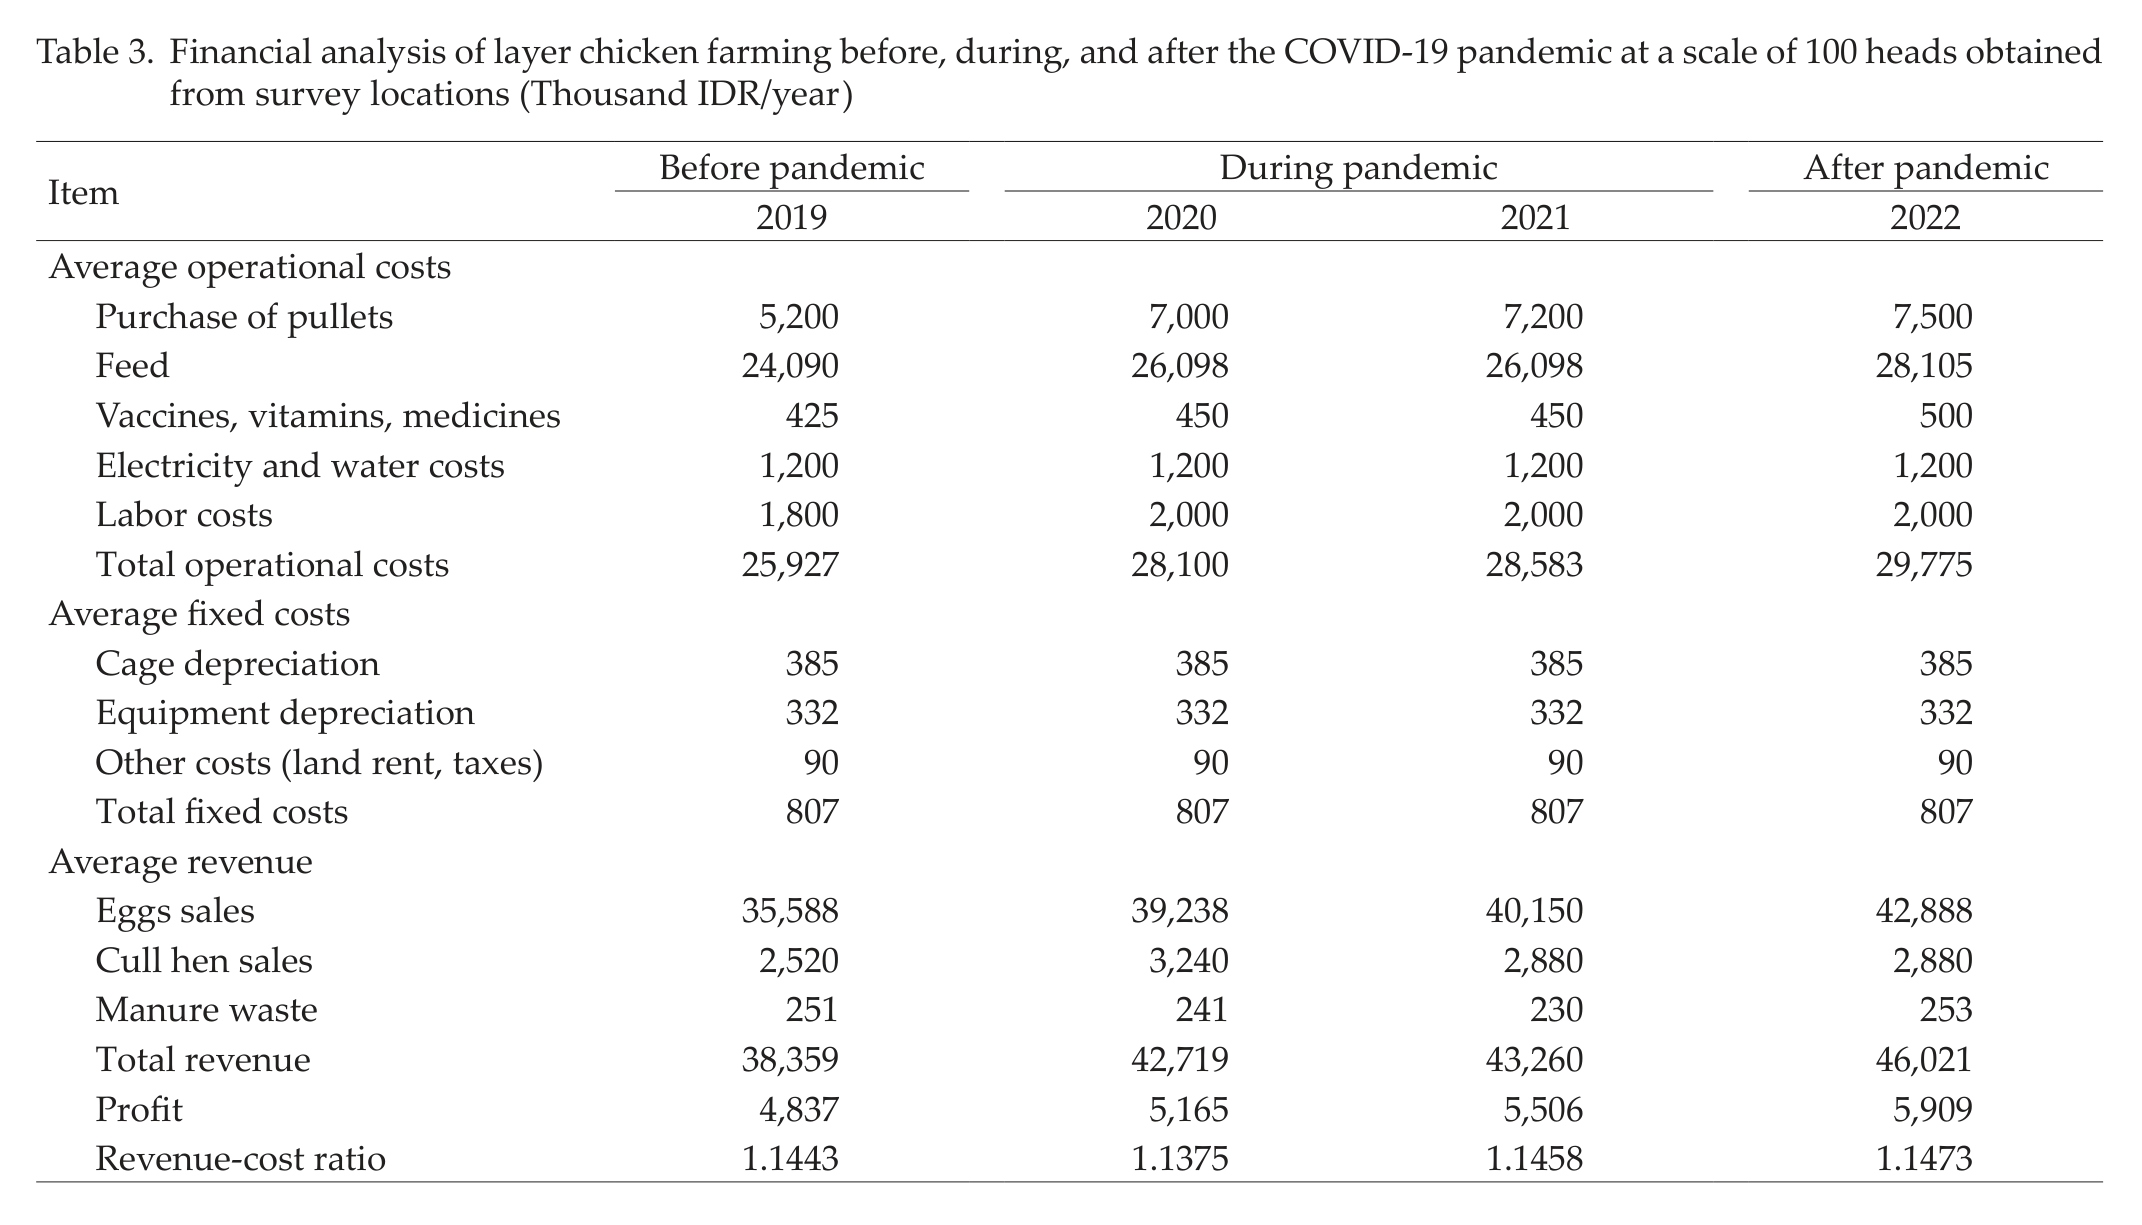 Table 3. Financial analysis of layer chicken farming before, during, and after the COVID-19 pandemic at a scale of 100 heads obtained
from survey locations (Thousand IDR/year)
Item Before pandemic During pandemic After pandemic
2019 2020 2021 2022
Average operational costs
Purchase of pullets 5,200 7,000 7,200 7,500
Feed 24,090 26,098 26,098 28,105
Vaccines, vitamins, medicines 425 450 450 500
Electricity and water costs 1,200 1,200 1,200 1,200
Labor costs 1,800 2,000 2,000 2,000
Total operational costs 25,927 28,100 28,583 29,775
Average fixed costs
Cage depreciation 385 385 385 385
Equipment depreciation 332 332 332 332
Other costs (land rent, taxes) 90 90 90 90
Total fixed costs 807 807 807 807
Average revenue
Eggs sales 35,588 39,238 40,150 42,888
Cull hen sales 2,520 3,240 2,880 2,880
Manure waste 251 241 230 253
Total revenue 38,359 42,719 43,260 46,021
Profit 4,837 5,165 5,506 5,909
Revenue-cost ratio 1.1443 1.1375 1.1458 1.1473